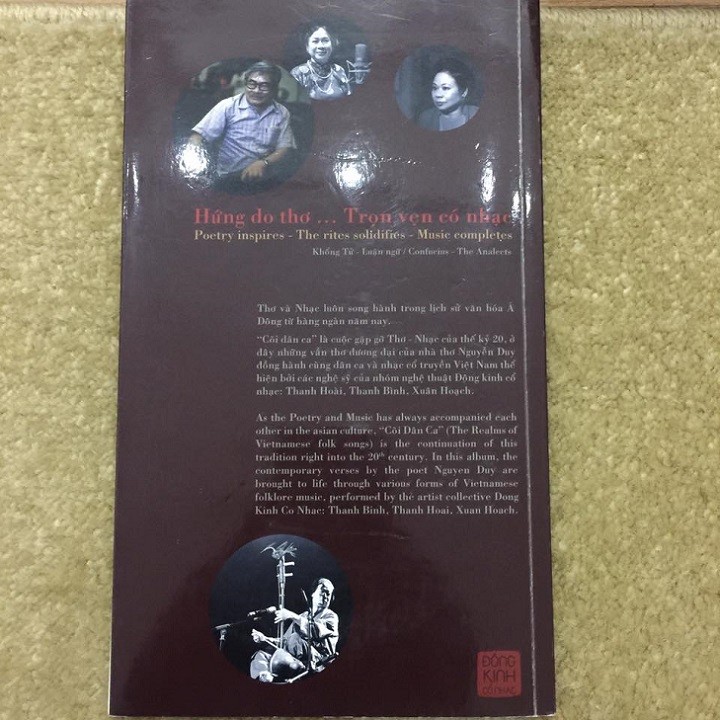 Hứng do thơ ... Trọn vẹn có nhạc
Poetry inspires - The rites solidifies - Music completes
Khổng Tử - Luận ngữ / Confucius - The Analects
Thơ và Nhạc luôn song hành trong lịch sử văn hóa Á
Đông từ hàng ngàn năm nay.
“Cõi dân ca” là cuộc gặp gỡ Thơ - Nhạc của thế kỷ 20, ở
đây những vần thơ đương đại của nhà thơ Nguyễn Duy
đồng hành cùng dân ca và nhạc cổ truyền Việt Nam thể
hiện bởi các nghệ sỹ của nhóm nghệ thuật Đông kinh cổ
nhạc: Thanh Hoài, Thanh Bình, Xuân Hoạch.
As the Poetry and Music has always accompanied each
other in the asian culture, “Cõi Dân Ca” (The Realms of
Vietnamese folk songs) is the continuation of this
tradition right into the 20th century. In this album, the
contemporary verses by the poet Nguyen Duy are
brought to life through various forms of Vietnamese
folklore music, performed by the artist collective Dong
Kinh Co Nhac: Thanh Binh, Thanh Hoai, Xuan Hoach.
ĐÔNG
KINH
CỔ NHẠC